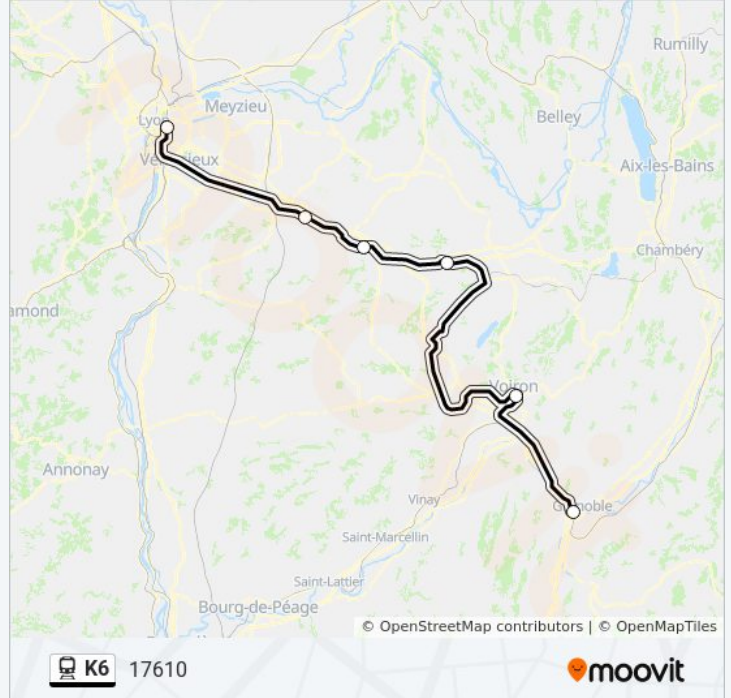 Rumilly
Meyzieu
Lyon
Belley
Vénissieux
Aix-les-Bains
Chambéry
amond
Voiron
Annonay
Vinay
Grenoble
Saint-Marcellin
Saint-Lattier
Bourg-de-Péage
© OpenStreetMap contributors | © OpenMapTiles
K6 17610 moovit